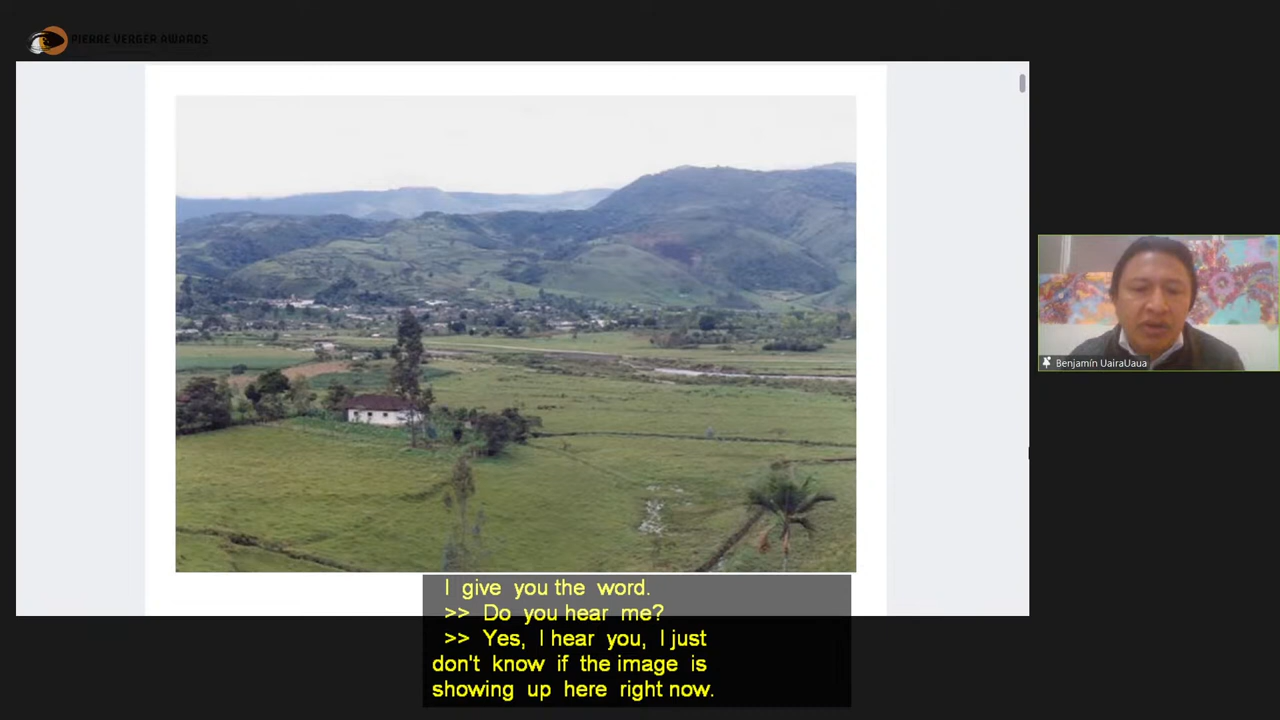 PIERRE VERGER AWARDS
Benjamín UairaUaua
I give you the word.
>> Do you hear me?
>> Yes, I hear you, I just
don't know if the image is
showing up here right now.